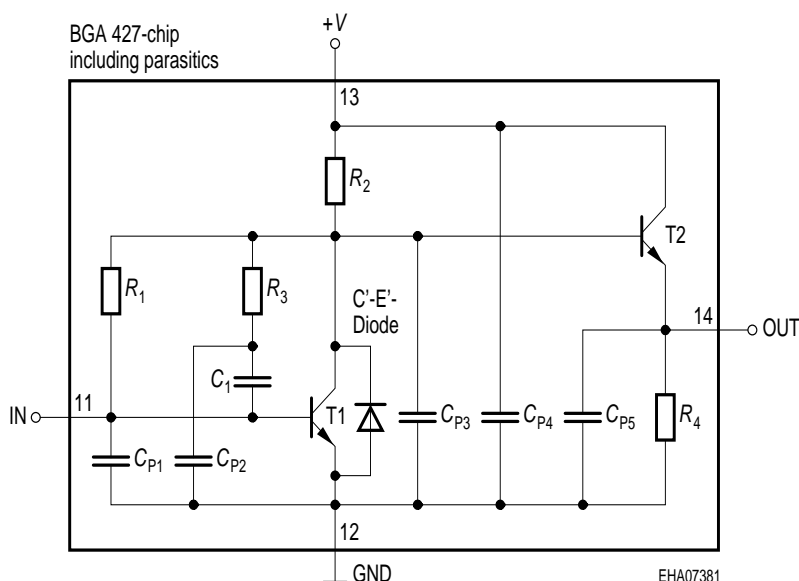 BGA 427-chip
including parasitics
+V
13
R2
T2
R1
R3
C'-E'-
Diode
14
OUT
C1
IN
11
T1
CP1
CP2
CP3
CP4
CP5
R4
12
GND
EHA07381